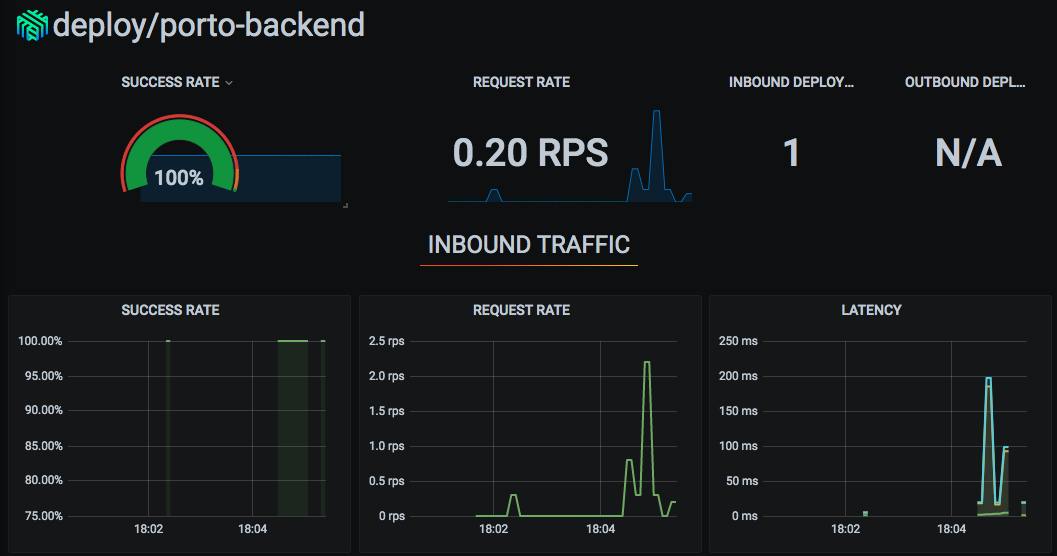 deploy/porto-backend
SUCCESS RATE
REQUEST RATE
INBOUND DEPLOY...
OUTBOUND DEPL...
100%
0.20 RPS
1
N/A
INBOUND TRAFFIC
SUCCESS RATE
100.00%
95.00%
90.00%
85.00%
80.00%
75.00%
18:02 18:04
REQUEST RATE
2.5 rps
2.0 rps
1.5 rps
1.0 rps
0.5 rps
0 rps
18:02 18:04
LATENCY
250 ms
200 ms
150 ms
100 ms
50 ms
0 ms
18:02 18:04